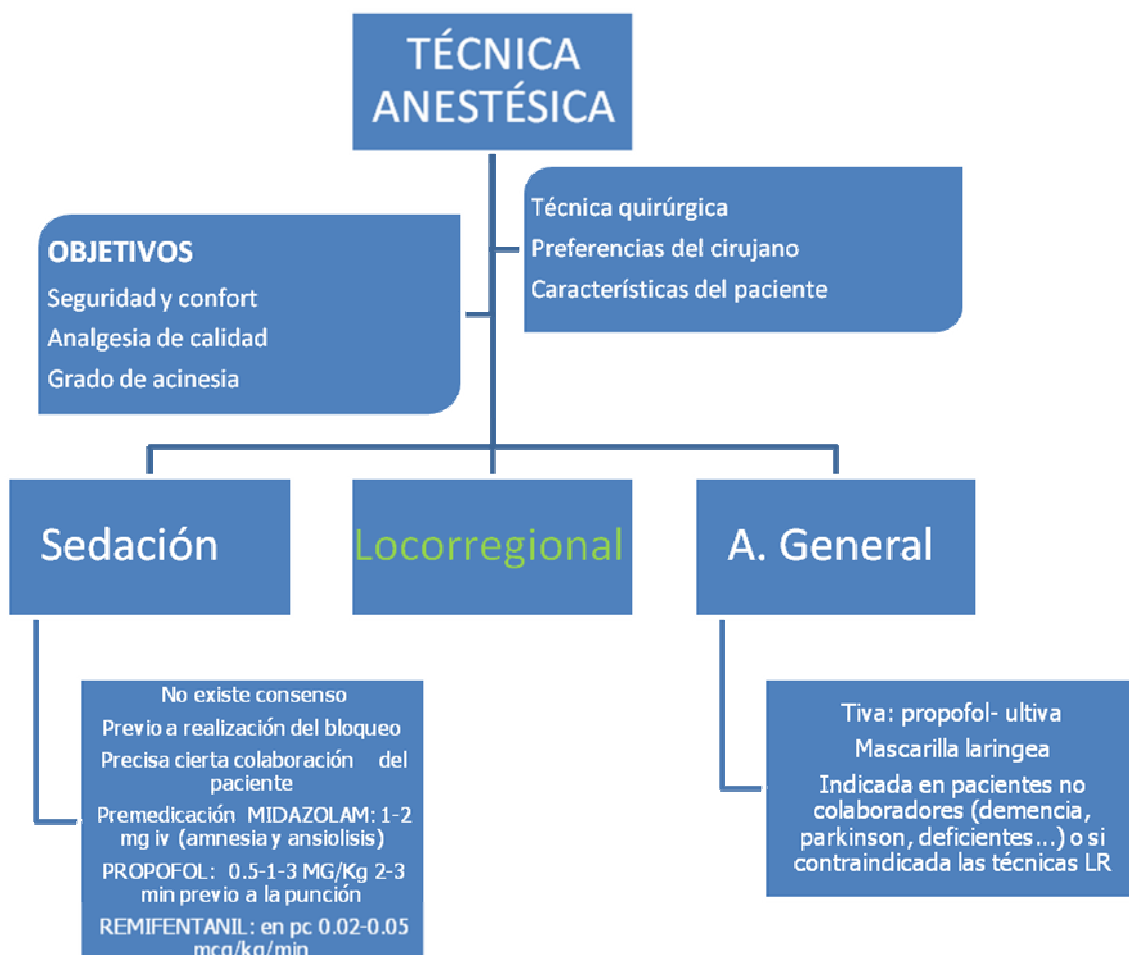 TÉCNICA
ANESTÉSICA
Técnica quirúrgica
Preferencias del cirujano
Características del paciente
OBJETIVOS
Seguridad y confort
Analgesia de calidad
Grado de acinesia
Sedación
Locorregional
A. General
No existe consenso
Previo a realización del bloqueo
Precisa cierta colaboración del
paciente
Premedicación MIDAZOLAM: 1-2
mg iv (amnesia y ansiolisis)
PROPOFOL: 0.5-1-3 MG/Kg 2-3
min previo a la punción
REMIFENTANIL: en pc 0.02-0.05
mcg/kg/min
Tiva: propofol- ultiva
Mascarilla laringea
Indicada en pacientes no
colaboradores (demencia,
parkinson, deficientes...) o si
contraindicada las técnicas LR